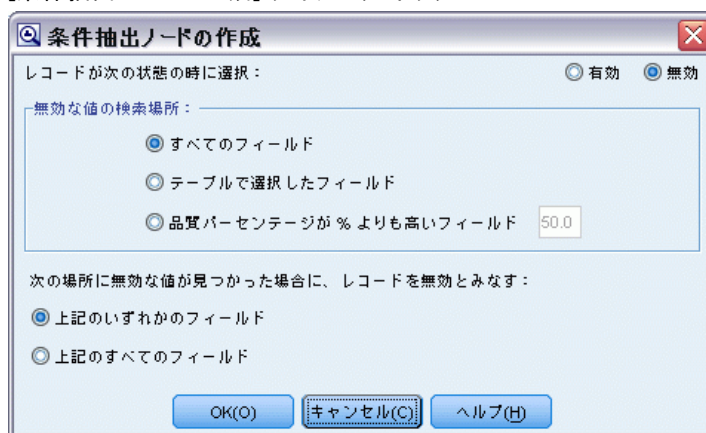 条件抽出ノードの作成
レコードが次の状態の時に選択： 有効 無効
無効な値の検索場所：
すべてのフィールド
テーブルで選択したフィールド
品質パーセンテージが % よりも高いフィールド 50.0
次の場所に無効な値が見つかった場合に、レコードを無効とみなす：
上記のいずれかのフィールド
上記のすべてのフィールド
OK(O) キャンセル(C) ヘルプ(H)